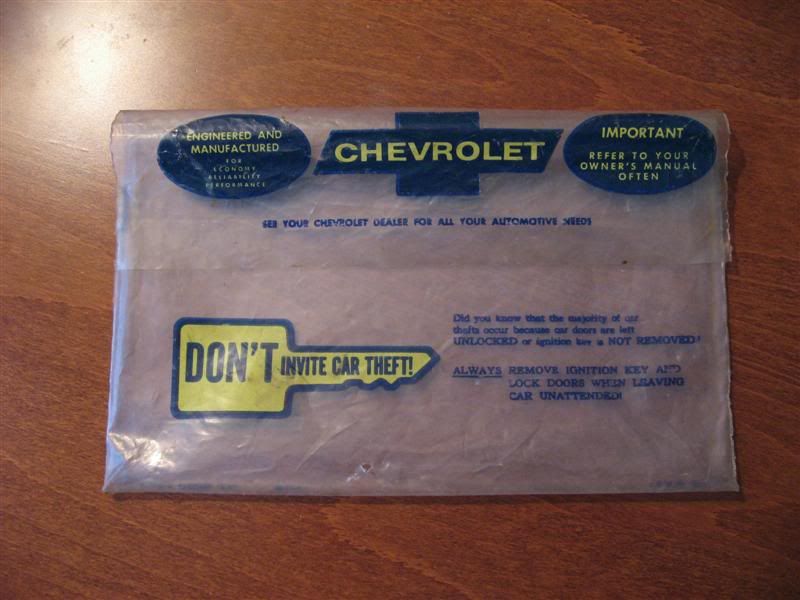 ENGINEERED AND
MANUFACTURED
FOR
ECONOMY
RELIABILITY
PERFORMANCE
CHEVROLET
IMPORTANT
REFER TO YOUR
OWNER'S MANUAL
OFTEN
SEE YOUR CHEVROLET DEALER FOR ALL YOUR AUTOMOTIVE NEEDS
DON'T INVITE CAR THEFT!
Did you know that the majority of car
thefts occur because car doors are left
UNLOCKED or ignition key is NOT REMOVED!
ALWAYS REMOVE IGNITION KEY AND
LOCK DOORS WHEN LEAVING
CAR UNATTENDED!